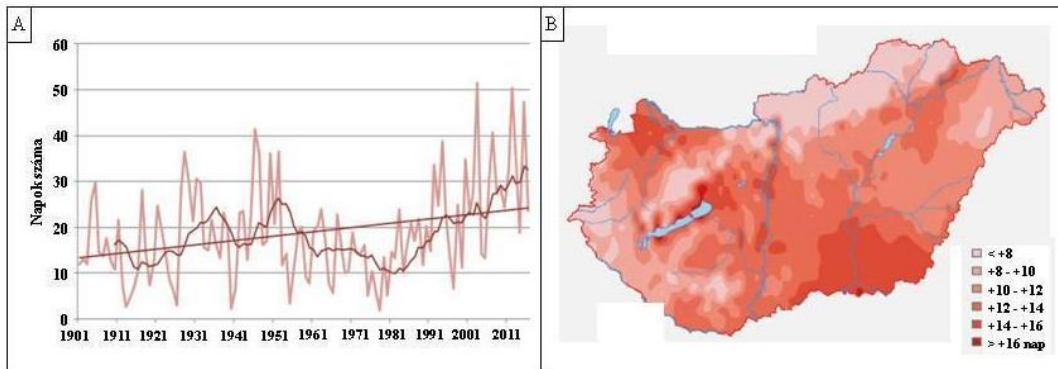 A
Napok száma
60
50
40
30
20
10
0
1901 1911 1921 1931 1941 1951 1961 1971 1981 1991 2001 2011
B
< +8
+8 - +10
+10 - +12
+12 - +14
+14 - +16
> +16 nap